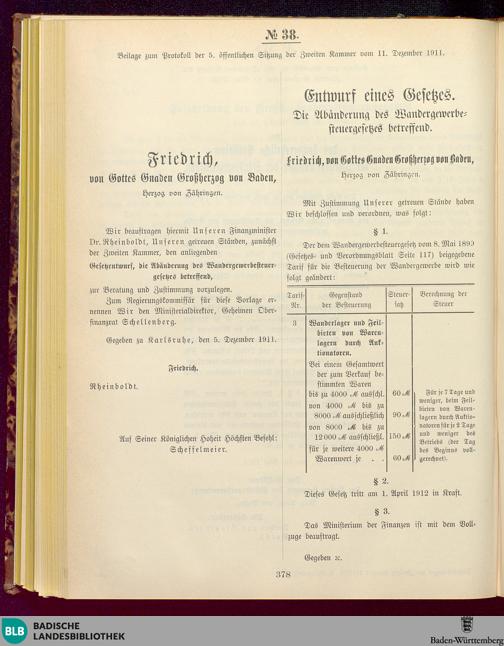 № 38.
Beilage zum Protokoll der 5. öffentlichen Sitzung der Zweiten Kammer vom 11. Dezember 1911.
Friedrich,
von Gottes Gnaden Großherzog von Baden,
Herzog von Zähringen.
Wir beauftragen hiermit Unseren Finanzminister
Dr. Rheinboldt, Unseren getreuen Ständen, zunächst
der Zweiten Kammer, den anliegenden
Gesetzentwurf, die Abänderung des Wandergewerbesteuer-
gesetzes betreffend,
zur Beratung und Zustimmung vorzulegen.
Zum Regierungskommissär für diese Vorlage er-
nennen Wir den Ministerialdirektor, Geheimen Ober-
finanzrat Schellenberg.
Gegeben zu Karlsruhe, den 5. Dezember 1911.
Friedrich.
Rheinboldt.
Auf Seiner Königlichen Hoheit Höchsten Befehl:
Scheffelmeier.
Entwurf eines Gesetzes.
Die Abänderung des Wandergewerbe-
steuergesetzes betreffend.
Friedrich, von Gottes Gnaden Großherzog von Baden,
Herzog von Zähringen.
Mit Zustimmung Unserer getreuen Stände haben
Wir beschlossen und verordnen, was folgt:
§ 1.
Der dem Wandergewerbesteuergesetz vom 8. Mai 1899
(Gesetzes- und Verordnungsblatt Seite 117) beigegebene
Tarif für die Besteuerung der Wandergewerbe wird wie
folgt geändert:
Tarif- Gegenstand Steuer- Berechnung der
Nr. der Besteuerung satz Steuer
3 Wanderlager und Feil-
bieten von Waren-
lagern durch Auk-
tionatoren.
Bei einem Gesamtwert
der zum Verkauf be-
stimmten Waren
bis zu 4000 M ausschl. 60 M
von 4000 M bis zu
8000 M ausschließlich 90 M
von 8000 M bis zu
12 000 M ausschließl. 150 M
für je weitere 4000 M
Warenwert je . . 60 M
Für je 7 Tage und
weniger, beim Feil-
bieten von Waren-
lagern durch Auktio-
natoren für je 2 Tage
und weniger des
Betriebs (der Tag
des Beginns voll-
gerechnet).
§ 2.
Dieses Gesetz tritt am 1. April 1912 in Kraft.
§ 3.
Das Ministerium der Finanzen ist mit dem Voll-
zuge beauftragt.
Gegeben ꝛc.
378
BLB BADISCHE
LANDESBIBLIOTHEK
Baden-Württemberg